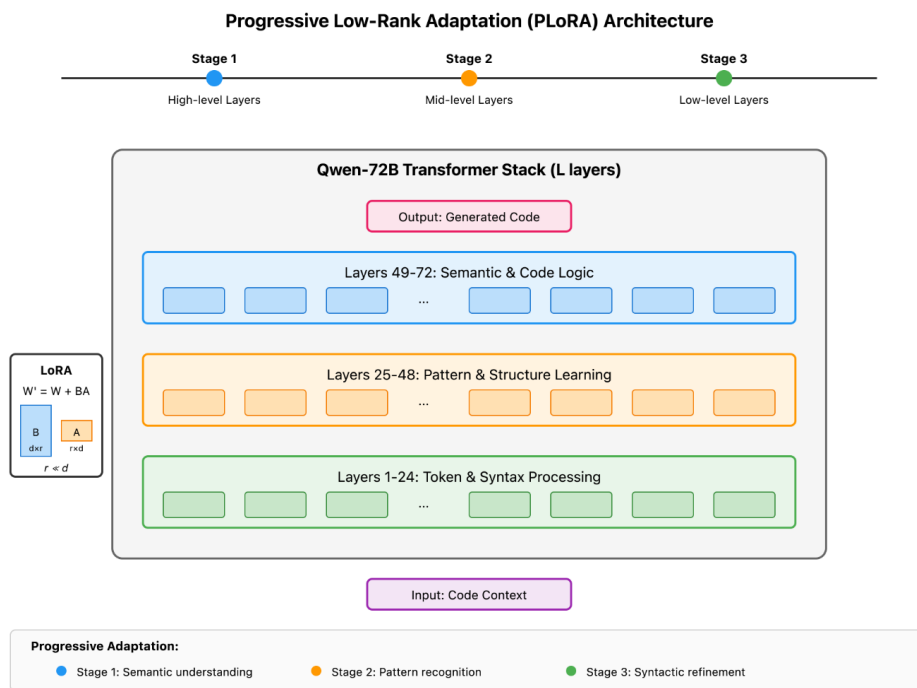 Progressive Low-Rank Adaptation (PLoRA) Architecture
Stage 1
Stage 2
Stage 3
High-level Layers
Mid-level Layers
Low-level Layers
Qwen-72B Transformer Stack (L layers)
Output: Generated Code
Layers 49-72: Semantic & Code Logic
...
Layers 25-48: Pattern & Structure Learning
...
Layers 1-24: Token & Syntax Processing
...
LoRA
W' = W + BA
B
A
d×r
r×d
r ≪ d
Input: Code Context
Progressive Adaptation:
Stage 1: Semantic understanding
Stage 2: Pattern recognition
Stage 3: Syntactic refinement